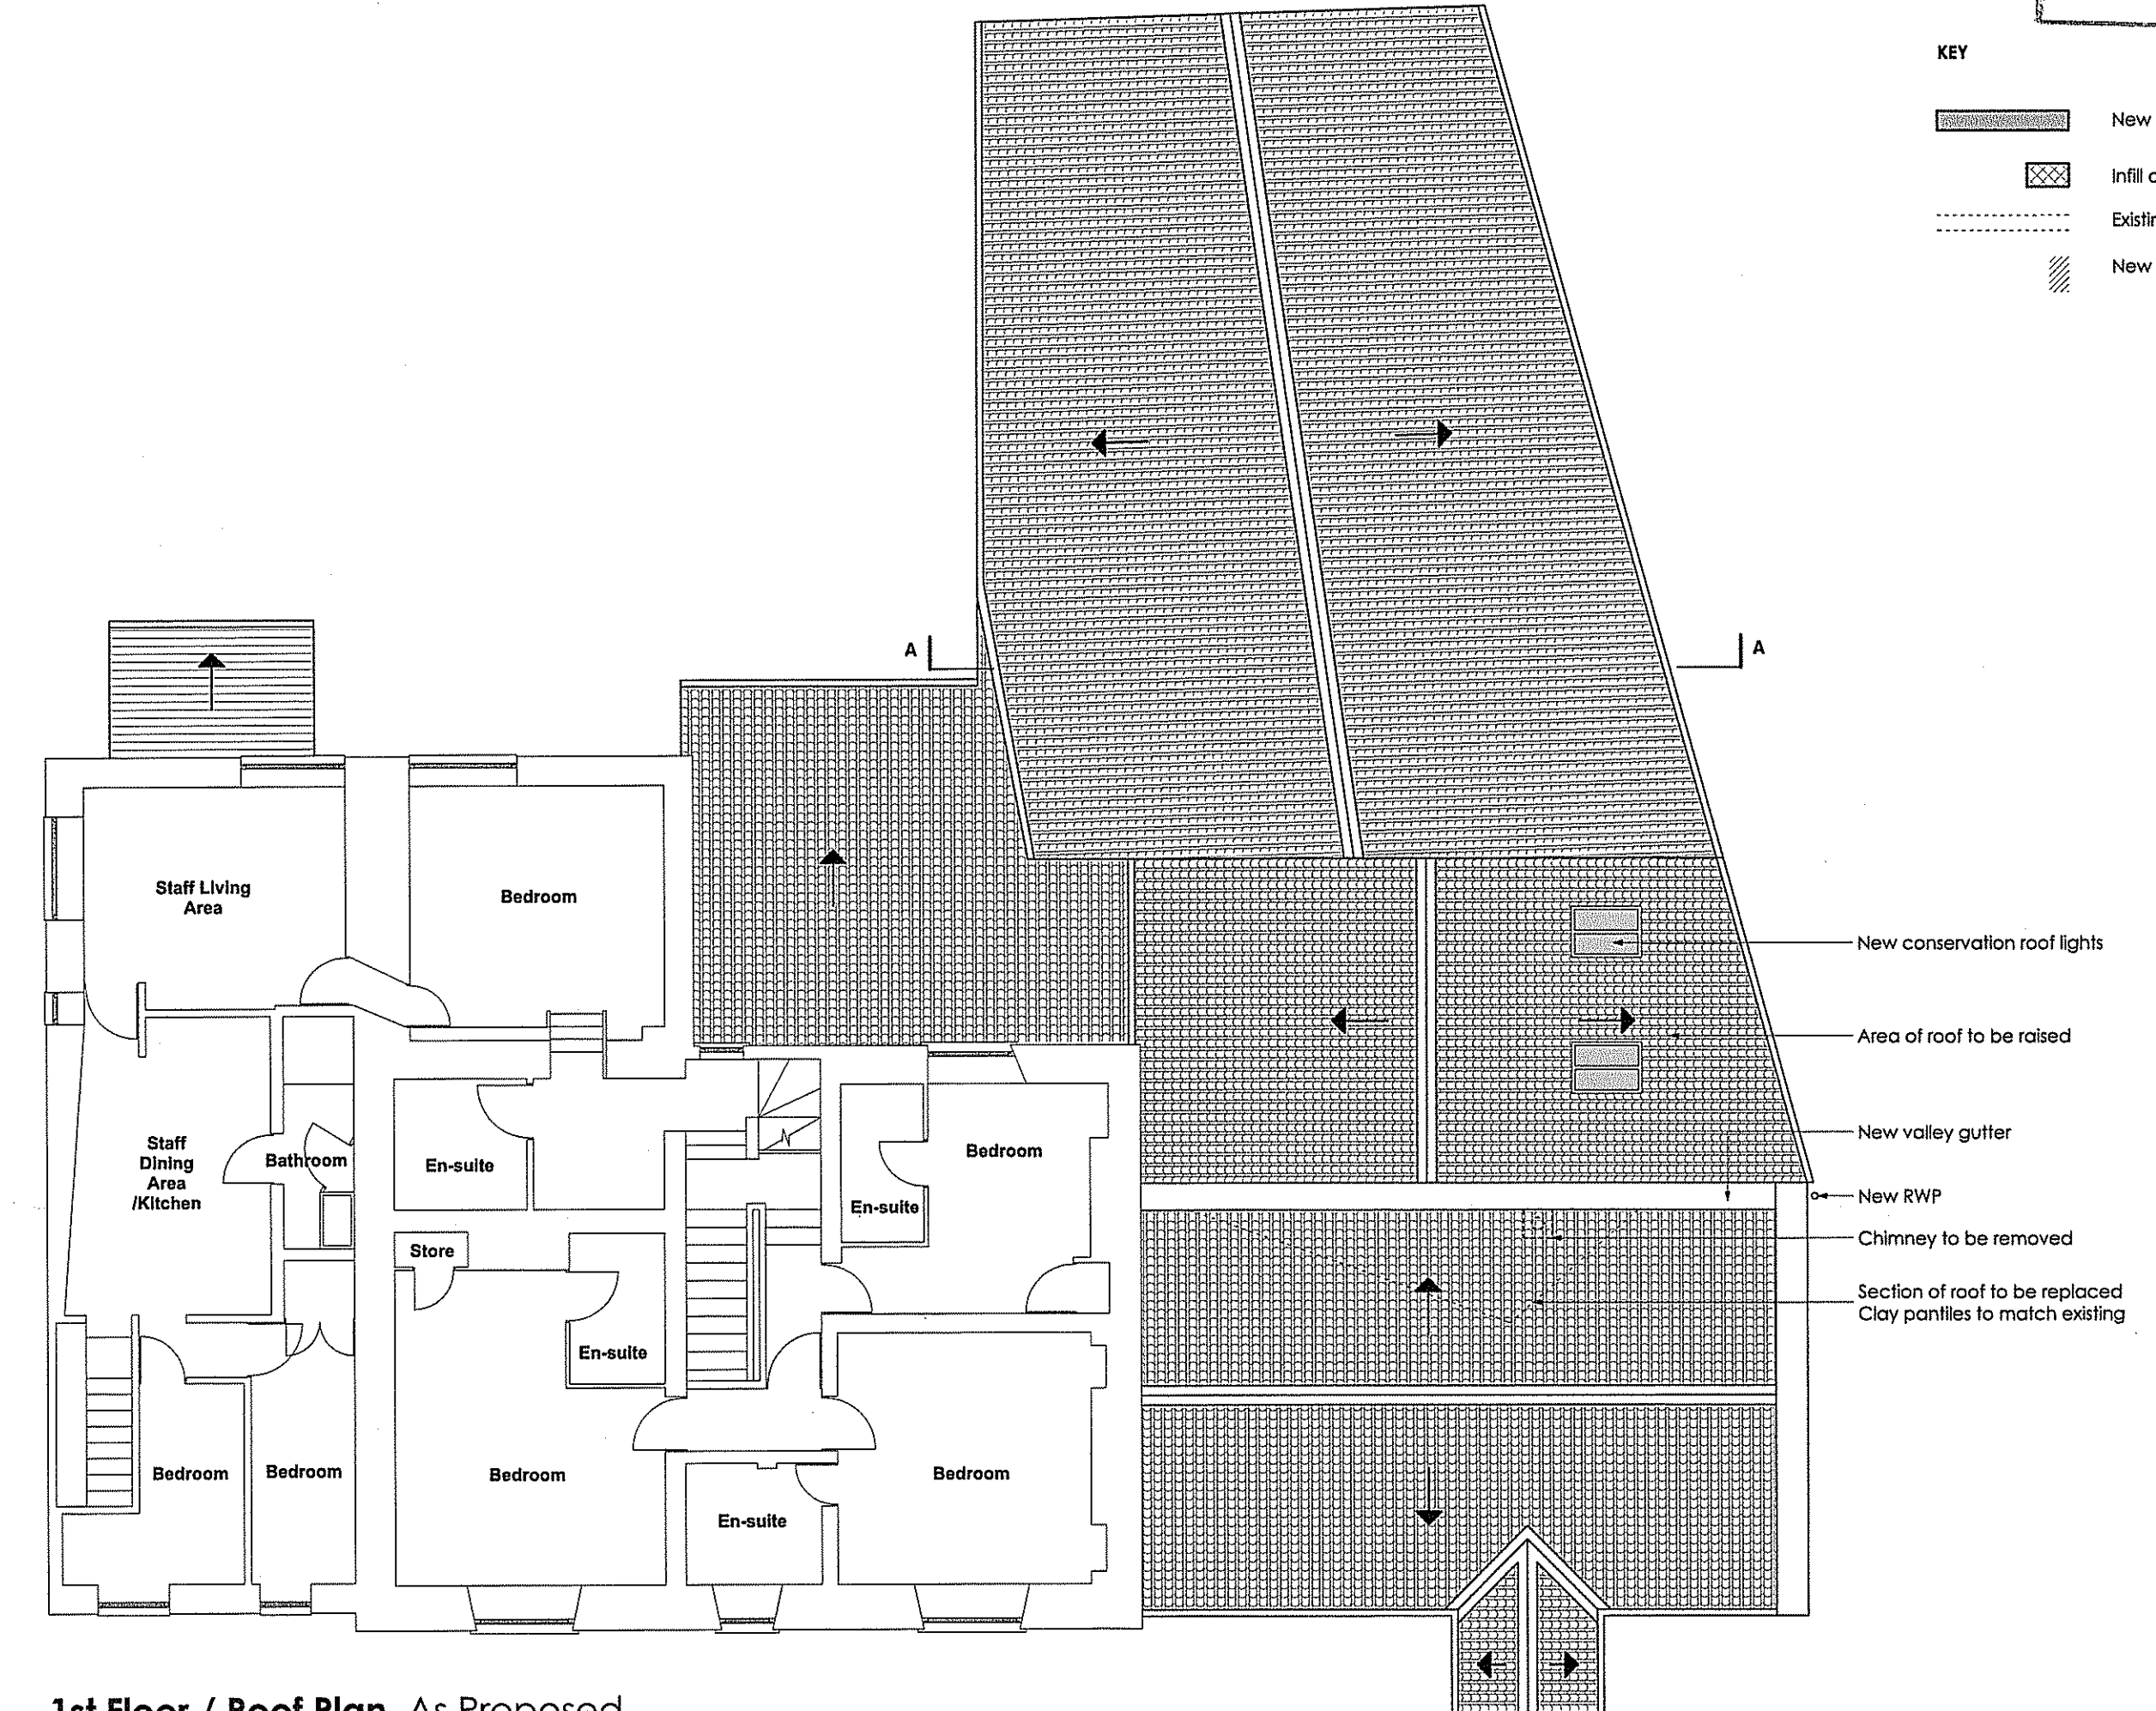 KEY
New
Infill
New
A
A
Staff Living
Area
Bedroom
New conservation roof lights
Area of roof to be raised
New valley gutter
New RWP
Chimney to be removed
Section of roof to be replaced
Clay pantiles to match existing
Staff
Dining
Area
/Kitchen
Bathroom
En-suite
Bedroom
En-suite
Store
En-suite
Bedroom
Bedroom
Bedroom
En-suite
Bedroom
1st Floor / Roof Plan As Proposed